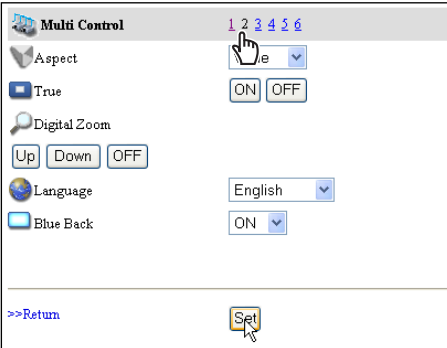 Multi Control 1 2 3 4 5 6
Aspect
True ON OFF
Digital Zoom
Up Down OFF
Language English
Blue Back ON
>>Return Set